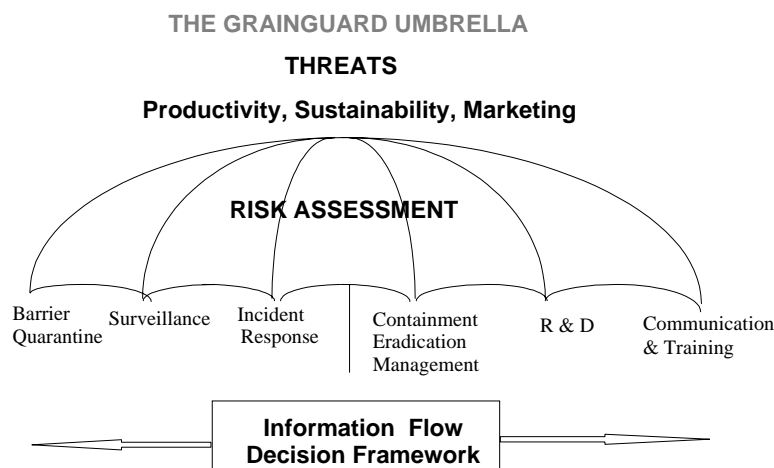 THE GRAINGUARD UMBRELLA
THREATS
Productivity, Sustainability, Marketing
RISK ASSESSMENT
Barrier
Quarantine
Surveillance
Incident
Response
Containment
Eradication
Management
R & D
Communication
& Training
Information Flow
Decision Framework